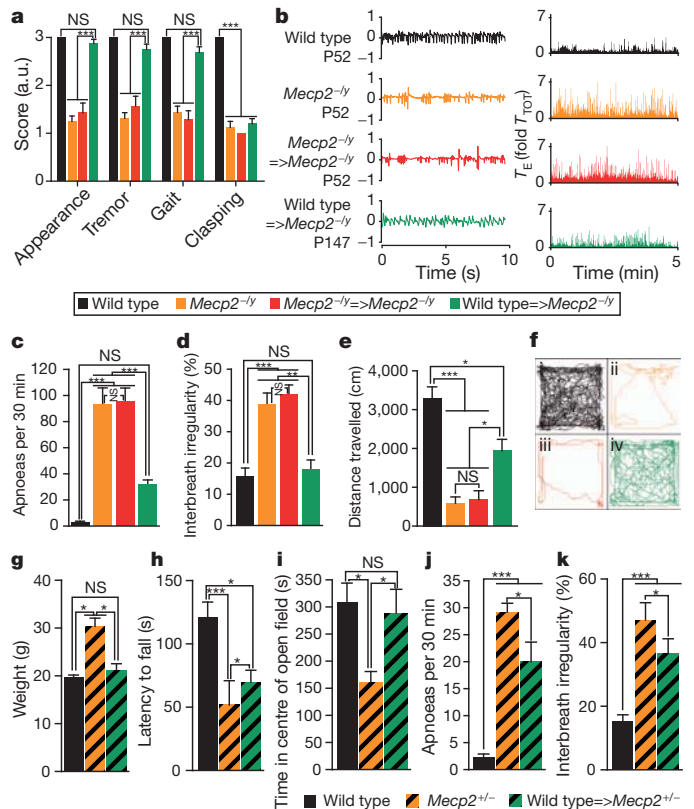 a
NS *** NS *** NS *** ***
Score (a.u.)
3
2
1
0
Appearance
Tremor
Gait
Clasping
b
Wild type
P52
1
−1
Mecp2−/y
P52
1
−1
Mecp2−/y
=>Mecp2−/y
P52
1
−1
Wild type
=>Mecp2−/y
P147
1
−1
0 5 10
Time (s)
TE (fold TTOT)
7
0
7
0
7
0
7
0
0 5
Time (min)
Wild type Mecp2−/y Mecp2−/y=>Mecp2−/y Wild type=>Mecp2−/y
c
NS
*** ***
NS
Apnoeas per 30 min
120
100
80
60
40
20
0
d
NS
*** **
NS
Interbreath irregularity (%)
60
40
20
0
e
*
***
*
NS
Distance travelled (cm)
4,000
3,000
2,000
1,000
0
f
ii
iii
iv
g
NS
* *
Weight (g)
40
30
20
10
0
h
*
***
*
Latency to fall (s)
150
100
50
0
i
NS
* *
Time in centre of open field (s)
350
300
250
200
150
100
50
0
j
***
*
Apnoeas per 30 min
35
30
25
20
15
10
5
0
k
***
*
Interbreath irregularity (%)
60
40
20
0
Wild type Mecp2+/− Wild type=>Mecp2+/−